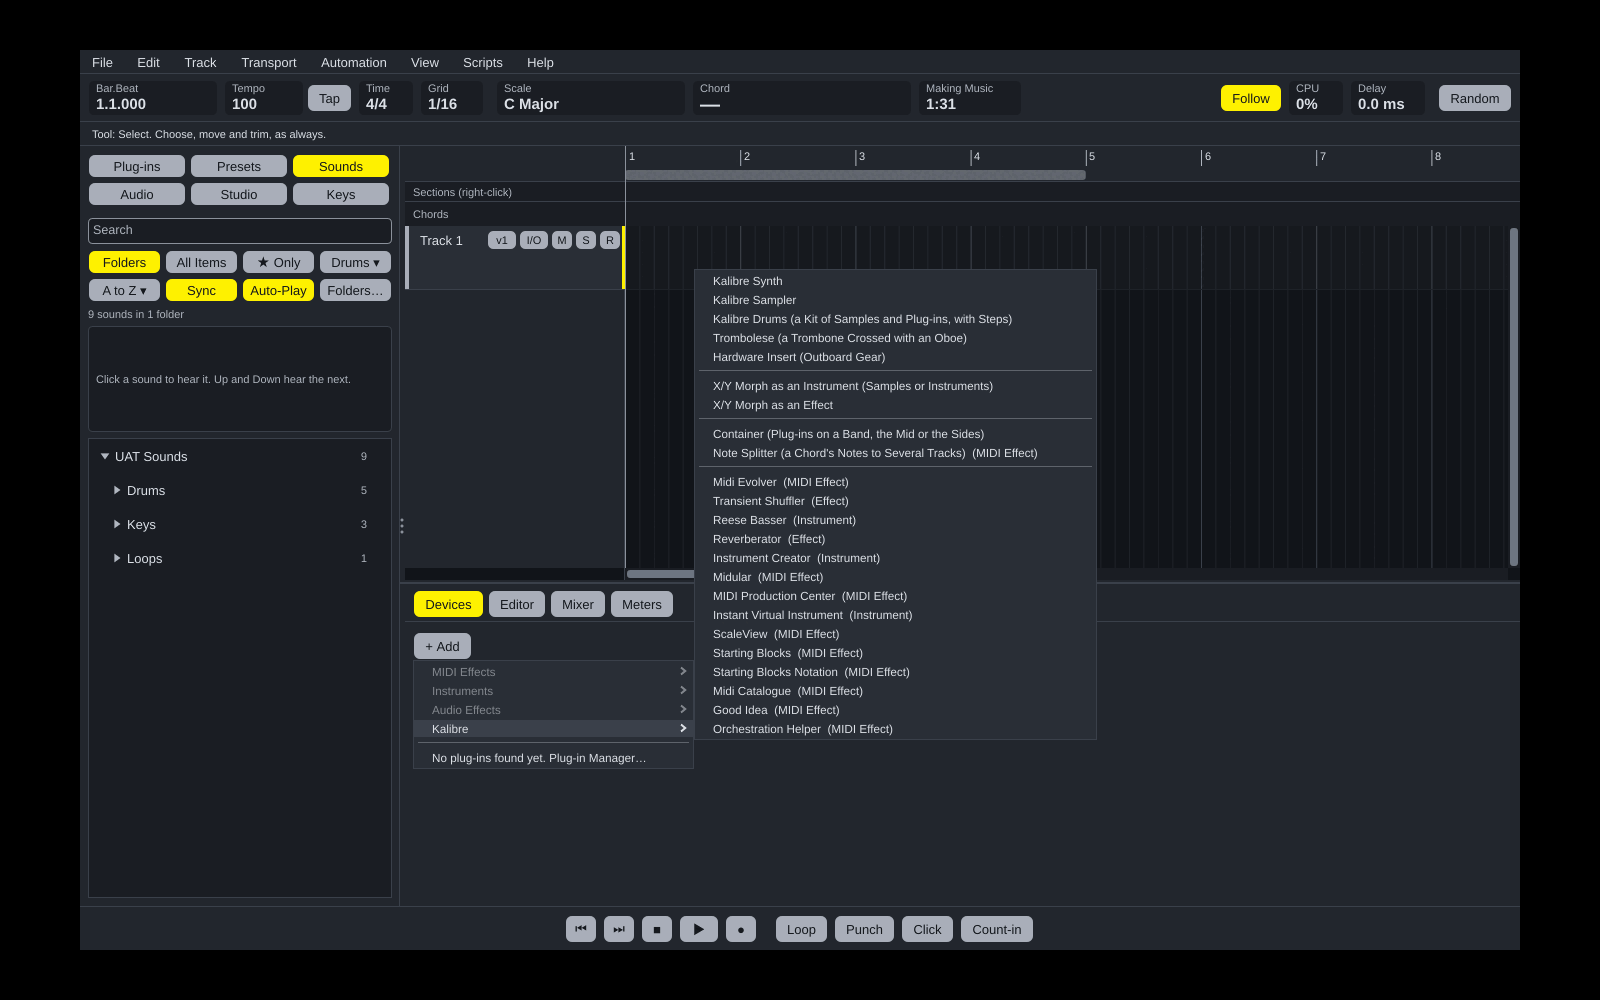 File Edit Track Transport Automation View Scripts Help
Bar.Beat Tempo Time Grid Scale Chord Making Music CPU Delay
1.1.000 100 Tap 4/4 1/16 C Major — 1:31 Follow 0% 0.0 ms Random
Tool: Select. Choose, move and trim, as always.
Plug-ins Presets Sounds
Audio Studio Keys
Search
Folders All Items ★ Only Drums ▾
A to Z ▾ Sync Auto-Play Folders…
9 sounds in 1 folder
Click a sound to hear it. Up and Down hear the next.
UAT Sounds 9
Drums 5
Keys 3
Loops 1
1 2 3 4 5 6 7 8
Sections (right-click)
Chords
Track 1 v1 I/O M S R
Devices Editor Mixer Meters
+ Add
MIDI Effects
Instruments
Audio Effects
Kalibre
No plug-ins found yet. Plug-in Manager…
Kalibre Synth
Kalibre Sampler
Kalibre Drums (a Kit of Samples and Plug-ins, with Steps)
Trombolese (a Trombone Crossed with an Oboe)
Hardware Insert (Outboard Gear)
X/Y Morph as an Instrument (Samples or Instruments)
X/Y Morph as an Effect
Container (Plug-ins on a Band, the Mid or the Sides)
Note Splitter (a Chord's Notes to Several Tracks) (MIDI Effect)
Midi Evolver (MIDI Effect)
Transient Shuffler (Effect)
Reese Basser (Instrument)
Reverberator (Effect)
Instrument Creator (Instrument)
Midular (MIDI Effect)
MIDI Production Center (MIDI Effect)
Instant Virtual Instrument (Instrument)
ScaleView (MIDI Effect)
Starting Blocks (MIDI Effect)
Starting Blocks Notation (MIDI Effect)
Midi Catalogue (MIDI Effect)
Good Idea (MIDI Effect)
Orchestration Helper (MIDI Effect)
Loop Punch Click Count-in